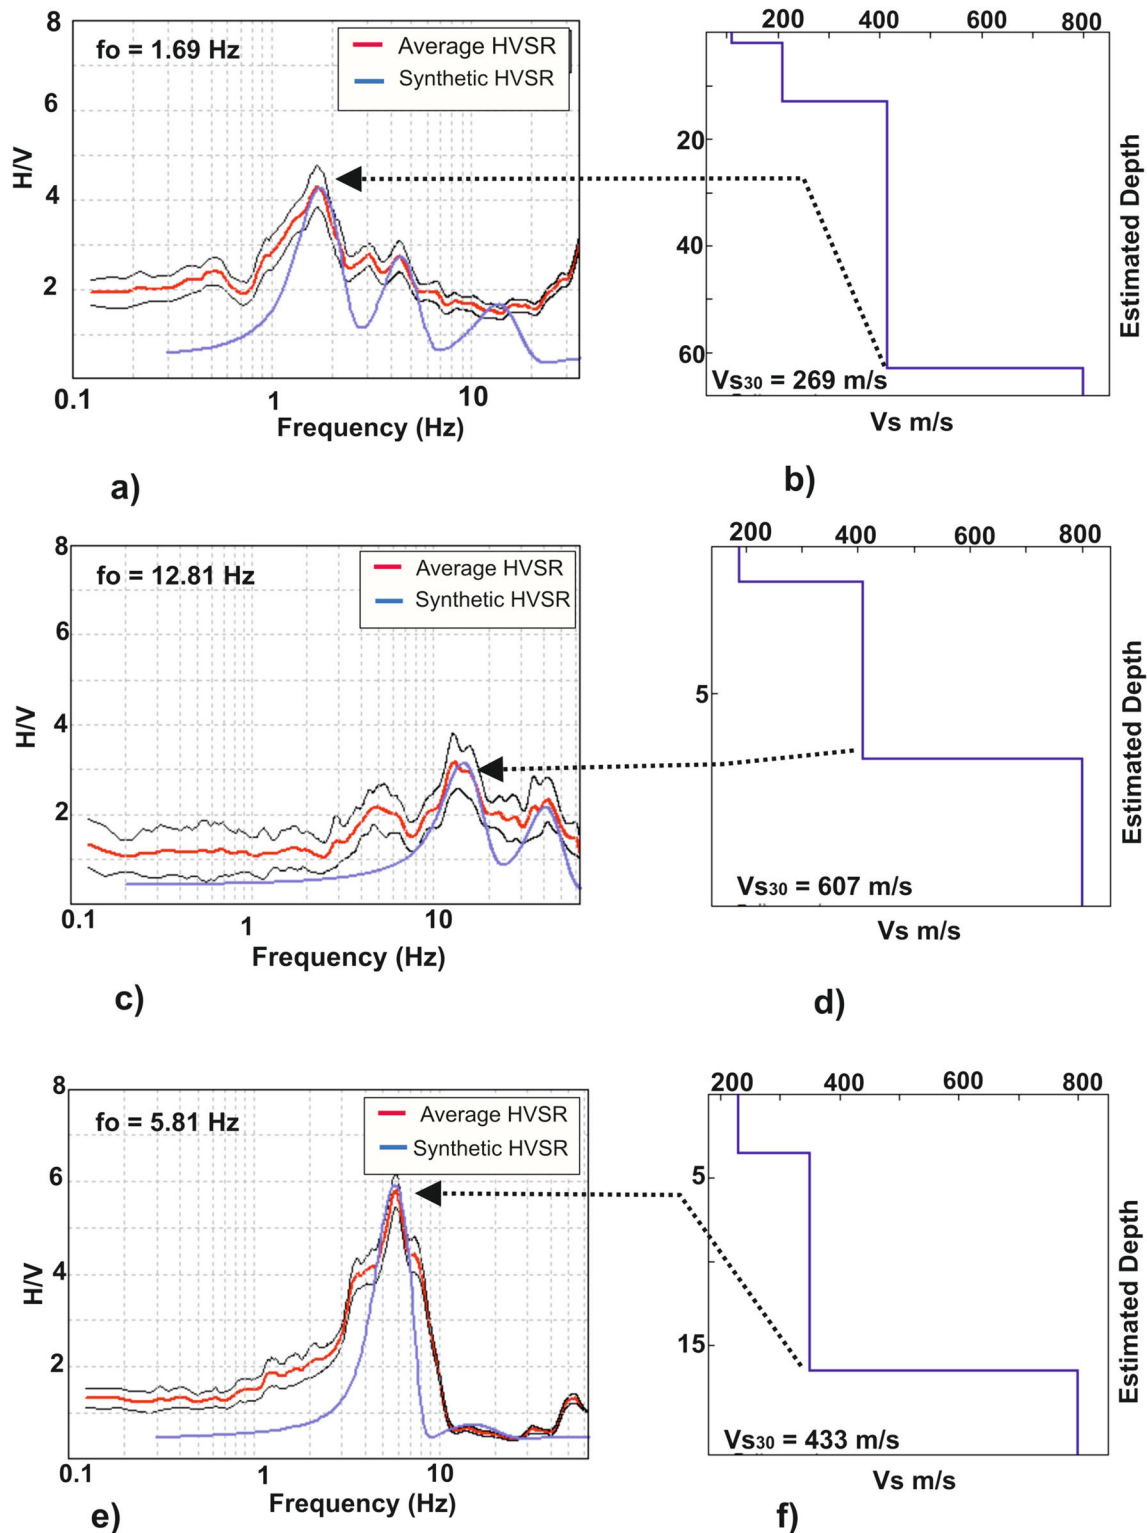 8
6
4
2
H/V
fo = 1.69 Hz
Average HVSR
Synthetic HVSR
0.1
1
10
Frequency (Hz)
a)
200
400
600
800
20
40
60
Estimated Depth
Vs30 = 269 m/s
Vs m/s
b)
8
6
4
2
H/V
fo = 12.81 Hz
Average HVSR
Synthetic HVSR
0.1
1
10
Frequency (Hz)
c)
200
400
600
800
5
Estimated Depth
Vs30 = 607 m/s
Vs m/s
d)
8
6
4
2
H/V
fo = 5.81 Hz
Average HVSR
Synthetic HVSR
0.1
1
10
Frequency (Hz)
e)
200
400
600
800
5
15
Estimated Depth
Vs30 = 433 m/s
Vs m/s
f)